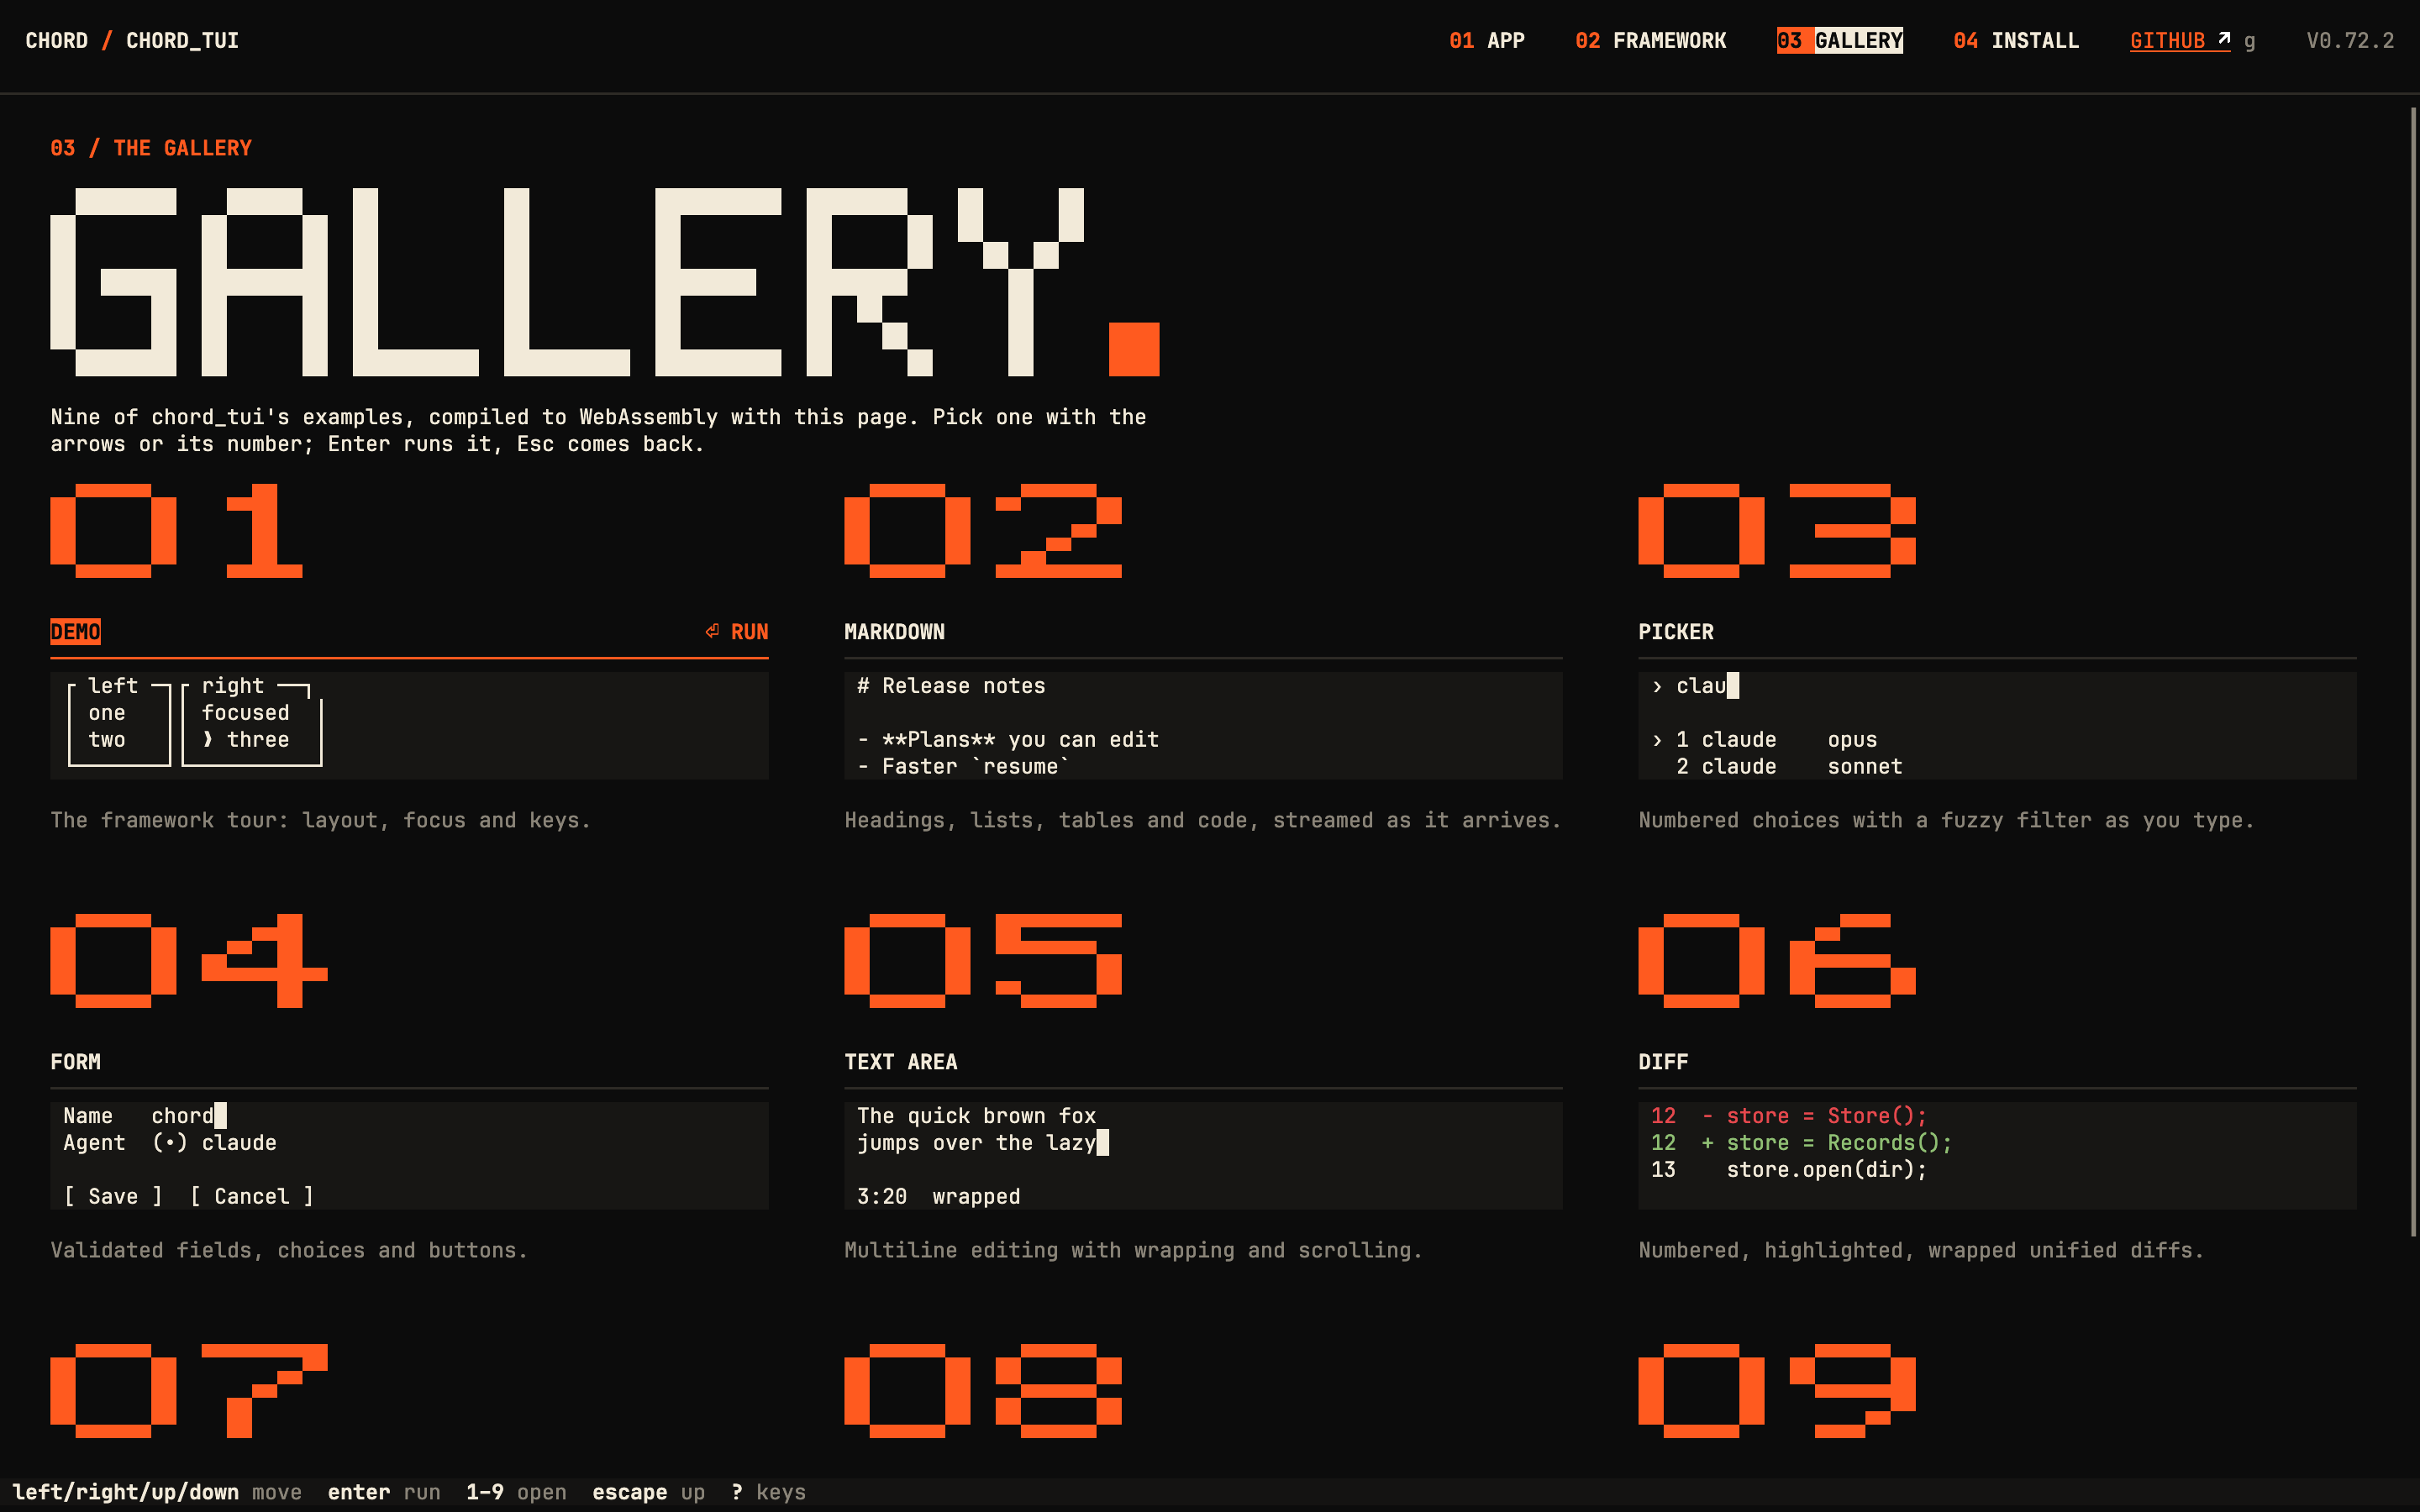 CHORD / CHORD_TUI
01 APP 02 FRAMEWORK 03 GALLERY 04 INSTALL GITHUB ↗ g V0.72.2
03 / THE GALLERY
GALLERY.
Nine of chord_tui's examples, compiled to WebAssembly with this page. Pick one with the
arrows or its number; Enter runs it, Esc comes back.
01
DEMO ⏎ RUN
left right
one focused
two ❫ three
The framework tour: layout, focus and keys.
02
MARKDOWN
# Release notes
- **Plans** you can edit
- Faster `resume`
Headings, lists, tables and code, streamed as it arrives.
03
PICKER
› clau
› 1 claude opus
2 claude sonnet
Numbered choices with a fuzzy filter as you type.
04
FORM
Name chord
Agent (•) claude
[ Save ] [ Cancel ]
Validated fields, choices and buttons.
05
TEXT AREA
The quick brown fox
jumps over the lazy
3:20 wrapped
Multiline editing with wrapping and scrolling.
06
DIFF
12 - store = Store();
12 + store = Records();
13 store.open(dir);
Numbered, highlighted, wrapped unified diffs.
07
08
09
left/right/up/down move enter run 1-9 open escape up ? keys